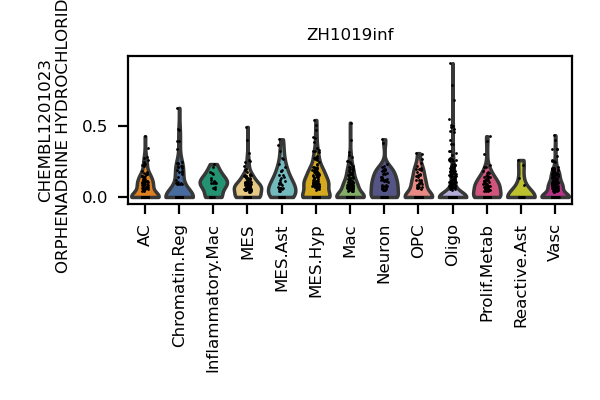 ZH1019inf
CHEMBL1201023
ORPHENADRINE HYDROCHLORID
0.5
0.0
AC
Chromatin.Reg
Inflammatory.Mac
MES
MES.Ast
MES.Hyp
Mac
Neuron
OPC
Oligo
Prolif.Metab
Reactive.Ast
Vasc